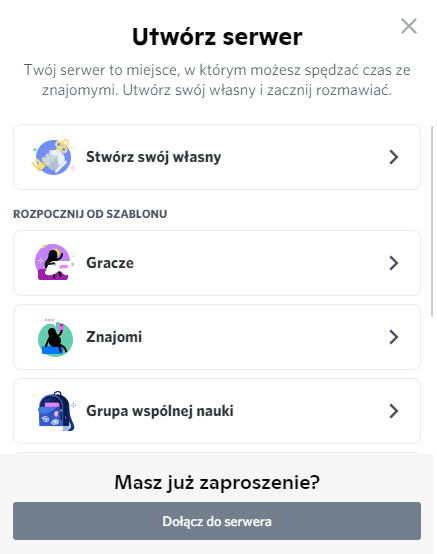 Utwórz serwer
Twój serwer to miejsce, w którym możesz spędzać czas ze
znajomymi. Utwórz swój własny i zacznij rozmawiać.
Stwórz swój własny
ROZPOCZNIJ OD SZABLONU
Gracze
Znajomi
Grupa wspólnej nauki
Masz już zaproszenie?
Dołącz do serwera